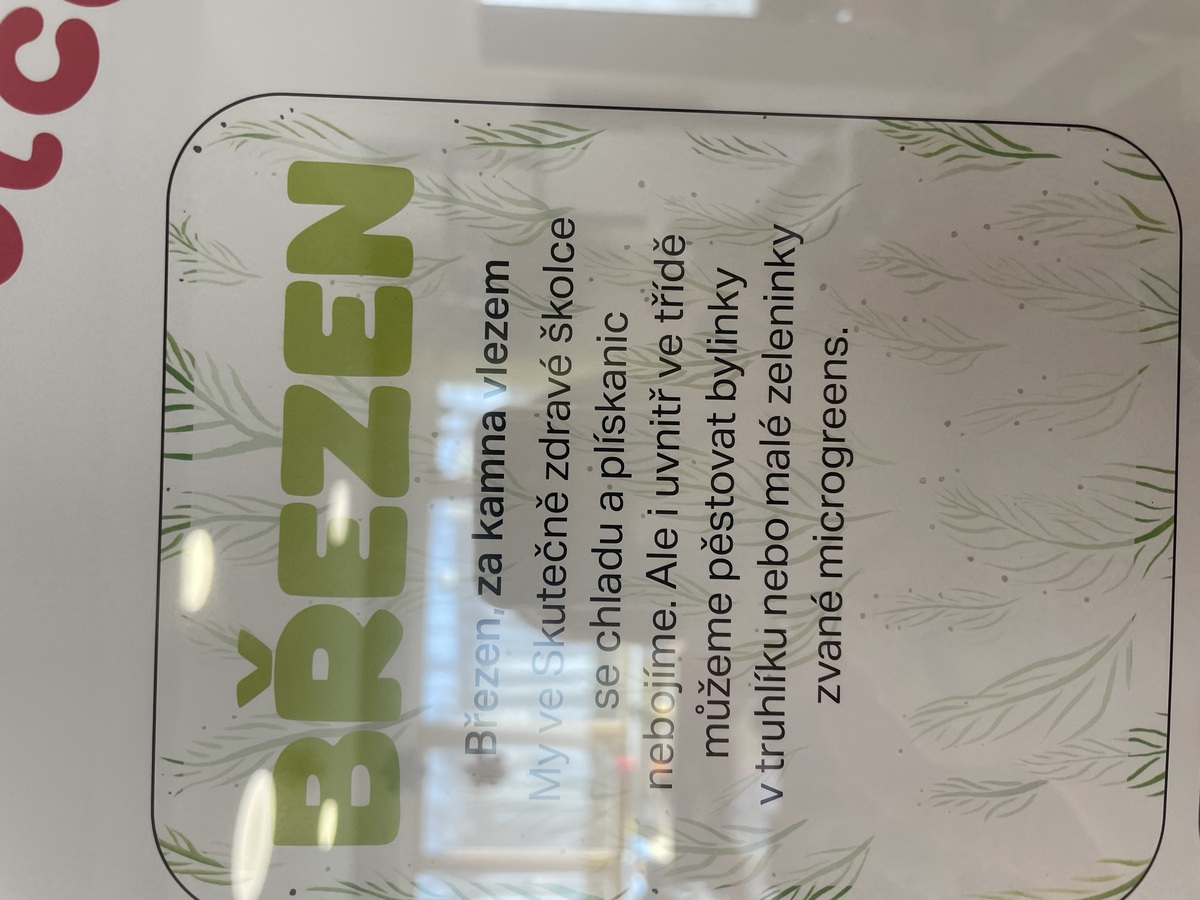 BŘEZEN
Březen, za kamna vlezem
My ve Skutečně zdravé školce
se chladu a plískanic
nebojíme. Ale i uvnitř ve třídě
můžeme pěstovat bylinky
v truhlíku nebo malé zeleninky
zvané microgreens.